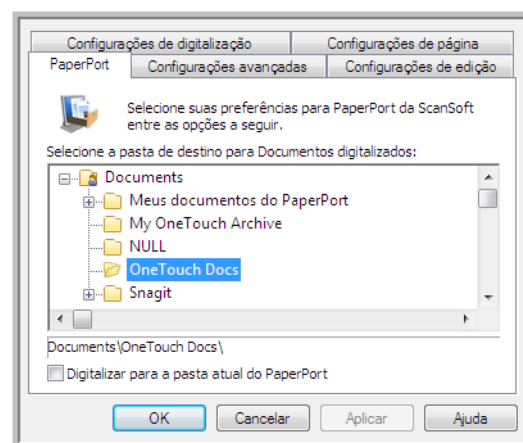 Configurações de digitalização
Configurações de página
PaperPort
Configurações avançadas
Configurações de edição
Selecione suas preferências para PaperPort da ScanSoft
entre as opções a seguir.
Selecione a pasta de destino para Documentos digitalizados:
Documents
Meus documentos do PaperPort
My OneTouch Archive
NULL
OneTouch Docs
Snagit
Documents\OneTouch Docs\
Digitalizar para a pasta atual do PaperPort
OK
Cancelar
Aplicar
Ajuda